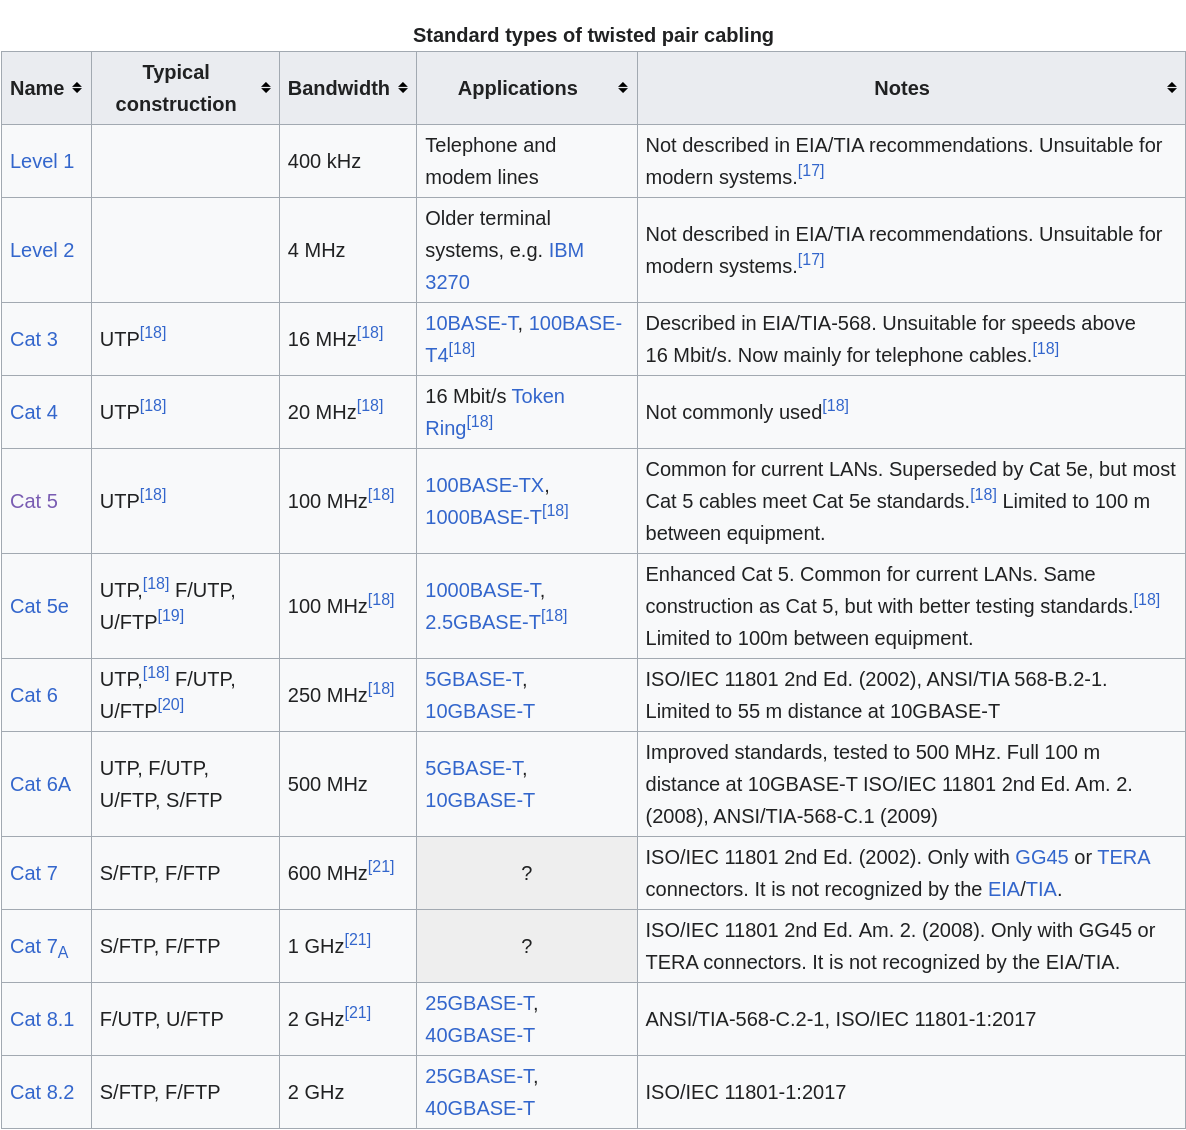 Standard types of twisted pair cabling
Name
Typical
construction
Bandwidth
Applications
Notes
Level 1
400 kHz
Telephone and
modem lines
Not described in EIA/TIA recommendations. Unsuitable for
modern systems.[17]
Level 2
4 MHz
Older terminal
systems, e.g. IBM
3270
Not described in EIA/TIA recommendations. Unsuitable for
modern systems.[17]
Cat 3
UTP[18]
16 MHz[18]
10BASE-T, 100BASE-
T4[18]
Described in EIA/TIA-568. Unsuitable for speeds above
16 Mbit/s. Now mainly for telephone cables.[18]
Cat 4
UTP[18]
20 MHz[18]
16 Mbit/s Token
Ring[18]
Not commonly used[18]
Cat 5
UTP[18]
100 MHz[18]
100BASE-TX,
1000BASE-T[18]
Common for current LANs. Superseded by Cat 5e, but most
Cat 5 cables meet Cat 5e standards.[18] Limited to 100 m
between equipment.
Cat 5e
UTP,[18] F/UTP,
U/FTP[19]
100 MHz[18]
1000BASE-T,
2.5GBASE-T[18]
Enhanced Cat 5. Common for current LANs. Same
construction as Cat 5, but with better testing standards.[18]
Limited to 100m between equipment.
Cat 6
UTP,[18] F/UTP,
U/FTP[20]
250 MHz[18]
5GBASE-T,
10GBASE-T
ISO/IEC 11801 2nd Ed. (2002), ANSI/TIA 568-B.2-1.
Limited to 55 m distance at 10GBASE-T
Cat 6A
UTP, F/UTP,
U/FTP, S/FTP
500 MHz
5GBASE-T,
10GBASE-T
Improved standards, tested to 500 MHz. Full 100 m
distance at 10GBASE-T ISO/IEC 11801 2nd Ed. Am. 2.
(2008), ANSI/TIA-568-C.1 (2009)
Cat 7
S/FTP, F/FTP
600 MHz[21]
?
ISO/IEC 11801 2nd Ed. (2002). Only with GG45 or TERA
connectors. It is not recognized by the EIA/TIA.
Cat 7A
S/FTP, F/FTP
1 GHz[21]
?
ISO/IEC 11801 2nd Ed. Am. 2. (2008). Only with GG45 or
TERA connectors. It is not recognized by the EIA/TIA.
Cat 8.1
F/UTP, U/FTP
2 GHz[21]
25GBASE-T,
40GBASE-T
ANSI/TIA-568-C.2-1, ISO/IEC 11801-1:2017
Cat 8.2
S/FTP, F/FTP
2 GHz
25GBASE-T,
40GBASE-T
ISO/IEC 11801-1:2017